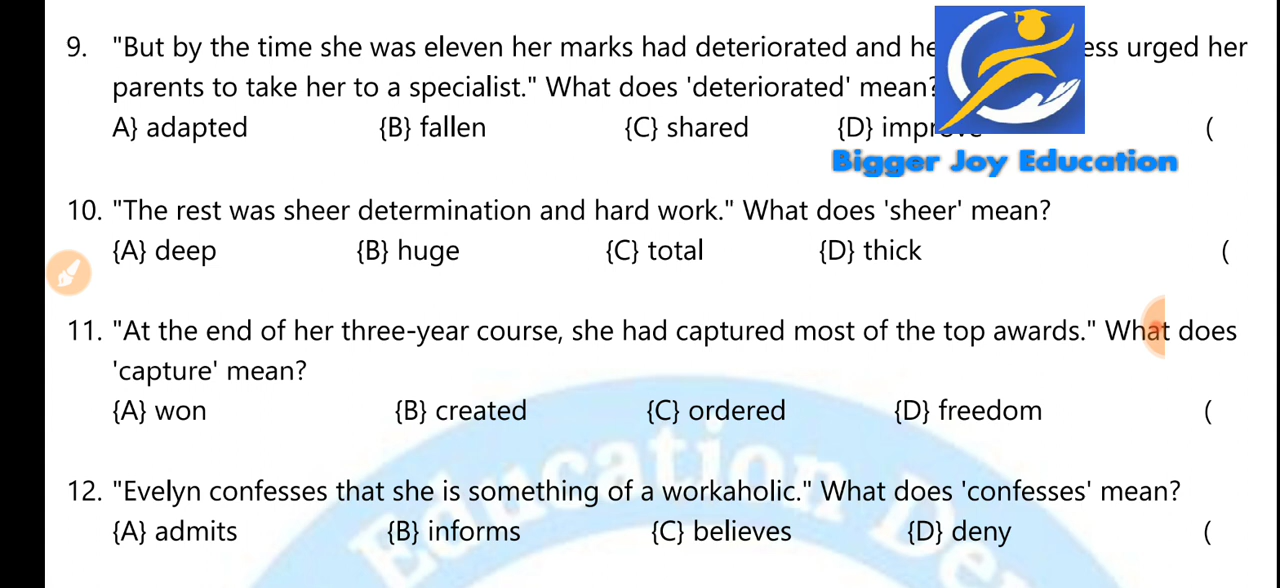 9. "But by the time she was eleven her marks had deteriorated and urged her
parents to take her to a specialist." What does 'deteriorated' mean?
A} adapted {B} fallen {C} shared {D}
Bigger Joy Education
10. "The rest was sheer determination and hard work." What does 'sheer' mean?
{A} deep {B} huge {C} total {D} thick (
11. "At the end of her three-year course, she had captured most of the top awards." What does
'capture' mean?
{A} won {B} created {C} ordered {D} freedom (
12. "Evelyn confesses that she is something of a workaholic." What does 'confesses' mean?
{A} admits {B} informs {C} believes {D} deny (
Education